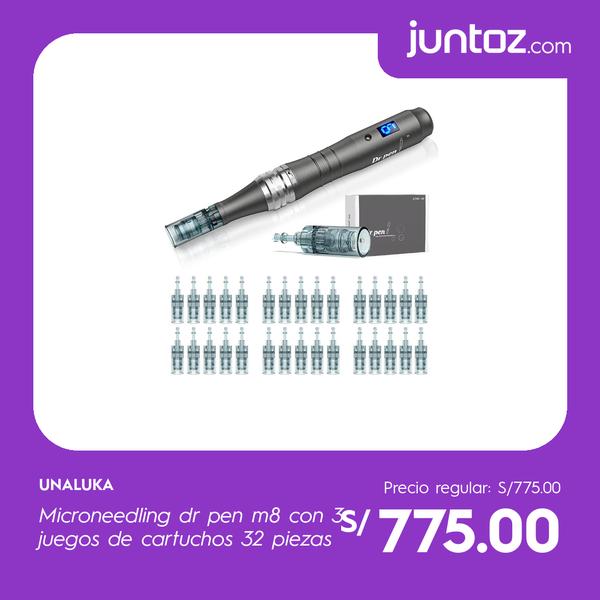 juntoz.com
Dr pen
UNALUKA
Precio regular: S/775.00
Microneedling dr pen m8 con 3
juegos de cartuchos 32 piezas
S/ 775.00